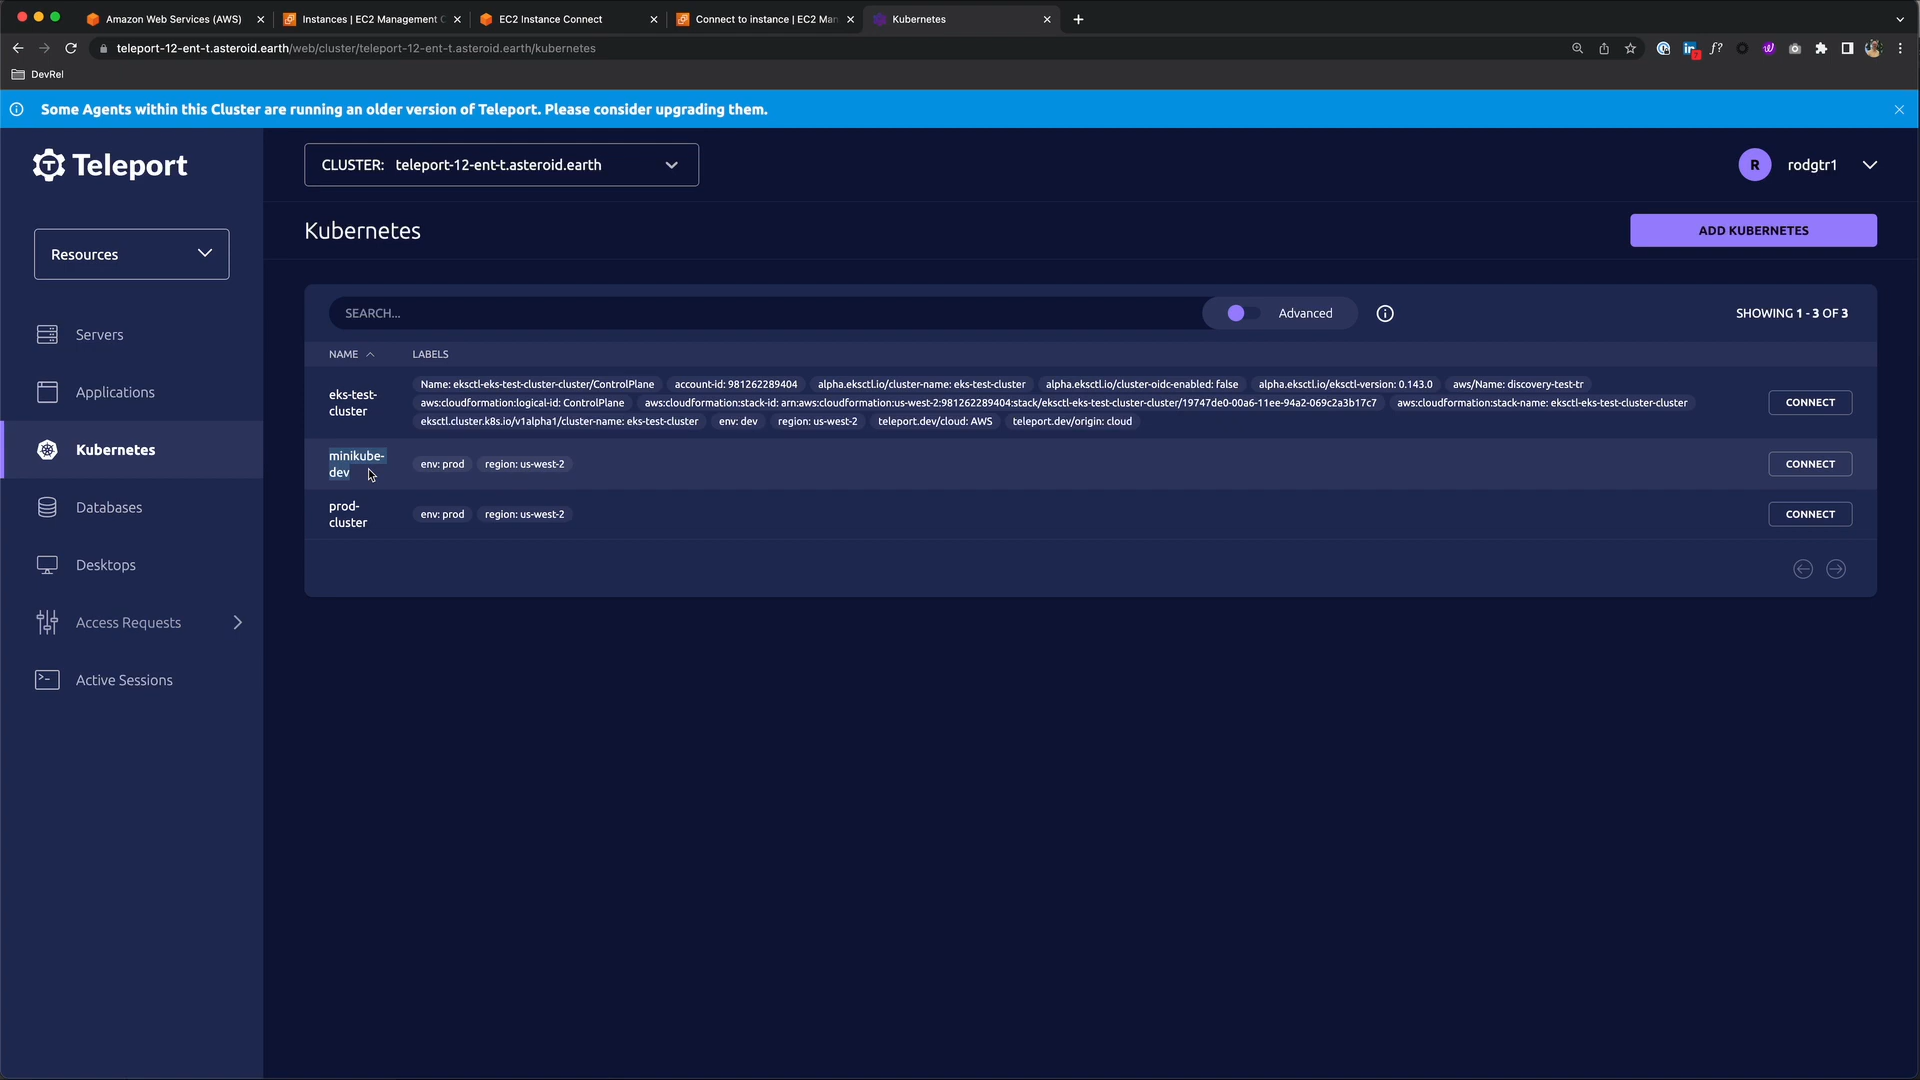 Amazon Web Services (AWS)
Instances | EC2 Management C
EC2 Instance Connect
Connect to instance | EC2 Man
Kubernetes
teleport-12-ent-t.asteroid.earth/web/cluster/teleport-12-ent-t.asteroid.earth/kubernetes
DevRel
Some Agents within this Cluster are running an older version of Teleport. Please consider upgrading them.
Teleport
CLUSTER: teleport-12-ent-t.asteroid.earth
R rodgtr1
Kubernetes
ADD KUBERNETES
Resources
Servers
Applications
Kubernetes
Databases
Desktops
Access Requests
Active Sessions
SEARCH...
Advanced
SHOWING 1 - 3 OF 3
NAME LABELS
eks-test-
cluster
Name: eksctl-eks-test-cluster-cluster/ControlPlane account-id: 981262289404 alpha.eksctl.io/cluster-name: eks-test-cluster alpha.eksctl.io/cluster-oidc-enabled: false alpha.eksctl.io/eksctl-version: 0.143.0 aws/Name: discovery-test-tr
aws:cloudformation:logical-id: ControlPlane aws:cloudformation:stack-id: arn:aws:cloudformation:us-west-2:981262289404:stack/eksctl-eks-test-cluster-cluster/19747de0-00a6-11ee-94a2-069c2a3b17c7 aws:cloudformation:stack-name: eksctl-eks-test-cluster-cluster
eksctl.cluster.k8s.io/v1alpha1/cluster-name: eks-test-cluster env: dev region: us-west-2 teleport.dev/cloud: AWS teleport.dev/origin: cloud
CONNECT
minikube-
dev
env: prod region: us-west-2
CONNECT
prod-
cluster
env: prod region: us-west-2
CONNECT